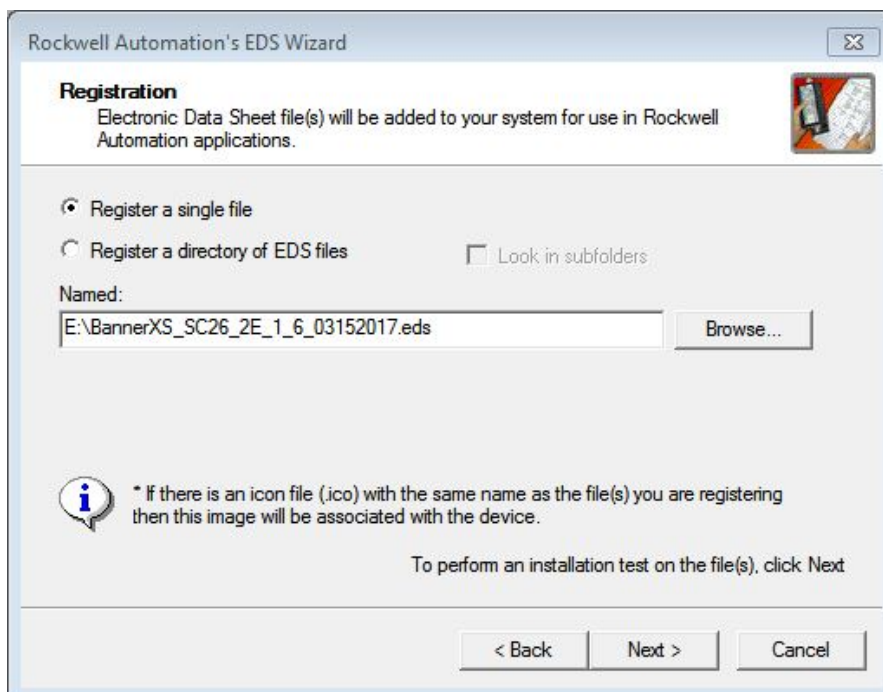 Rockwell Automation's EDS Wizard
Registration
Electronic Data Sheet file(s) will be added to your system for use in Rockwell
Automation applications.
Register a single file
Register a directory of EDS files
Look in subfolders
Named:
E:\BannerXS_SC26_2E_1_6_03152017.eds
Browse...
* If there is an icon file (.ico) with the same name as the file(s) you are registering
then this image will be associated with the device.
To perform an installation test on the file(s), click Next
< Back
Next >
Cancel